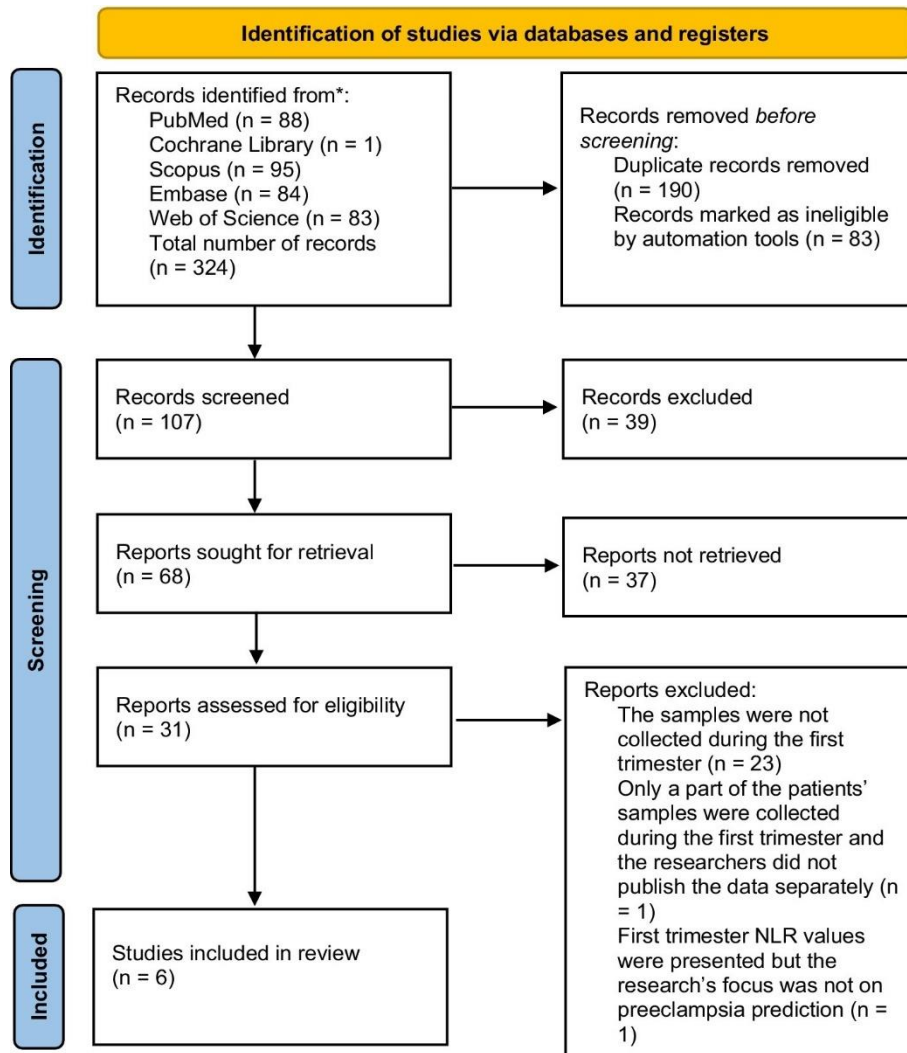 Identification of studies via databases and registers
Identification
Records identified from*:
PubMed (n = 88)
Cochrane Library (n = 1)
Scopus (n = 95)
Embase (n = 84)
Web of Science (n = 83)
Total number of records
(n = 324)
Records removed before
screening:
Duplicate records removed
(n = 190)
Records marked as ineligible
by automation tools (n = 83)
Screening
Records screened
(n = 107)
Records excluded
(n = 39)
Reports sought for retrieval
(n = 68)
Reports not retrieved
(n = 37)
Reports assessed for eligibility
(n = 31)
Reports excluded:
The samples were not
collected during the first
trimester (n = 23)
Only a part of the patients’
samples were collected
during the first trimester and
the researchers did not
publish the data separately (n
= 1)
First trimester NLR values
were presented but the
research’s focus was not on
preeclampsia prediction (n =
1)
Included
Studies included in review
(n = 6)